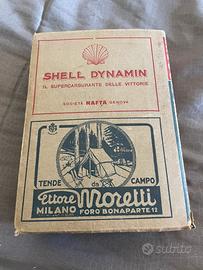 SHELL DYNAMIN
IL SUPERCARBURANTE DELLE VITTORIE
SOCIETÀ NAFTA GENOVA
TENDE da CAMPO
Ettore Moretti
MILANO FORO BONAPARTE 12
subito